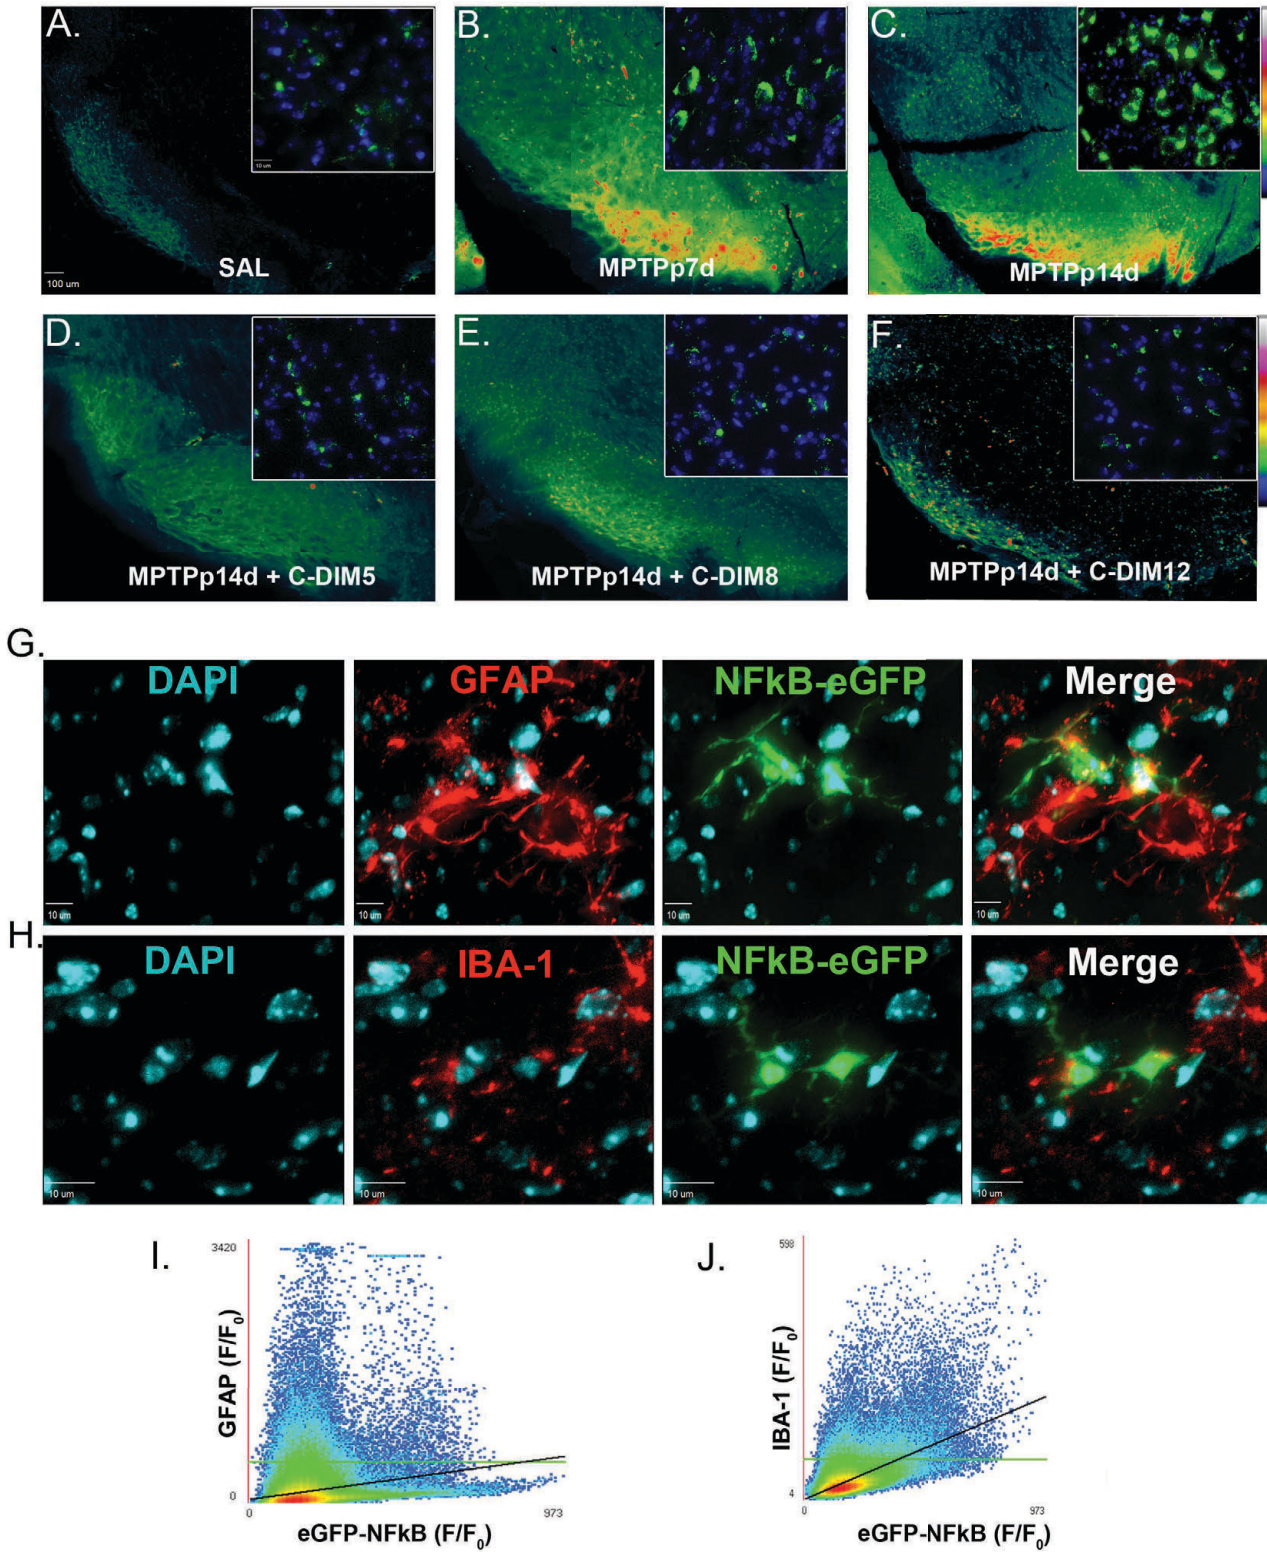 A.
10 um
SAL
100 um
B.
MPTPp7d
C.
MPTPp14d
D.
MPTPp14d + C-DIM5
E.
MPTPp14d + C-DIM8
F.
MPTPp14d + C-DIM12
G.
DAPI
GFAP
NFkB-eGFP
Merge
10 um
10 um
10 um
10 um
H.
DAPI
IBA-1
NFkB-eGFP
Merge
10 um
10 um
10 um
10 um
I.
3420
GFAP (F/F0)
0
0
973
eGFP-NFkB (F/F0)
J.
598
IBA-1 (F/F0)
4
0
973
eGFP-NFkB (F/F0)